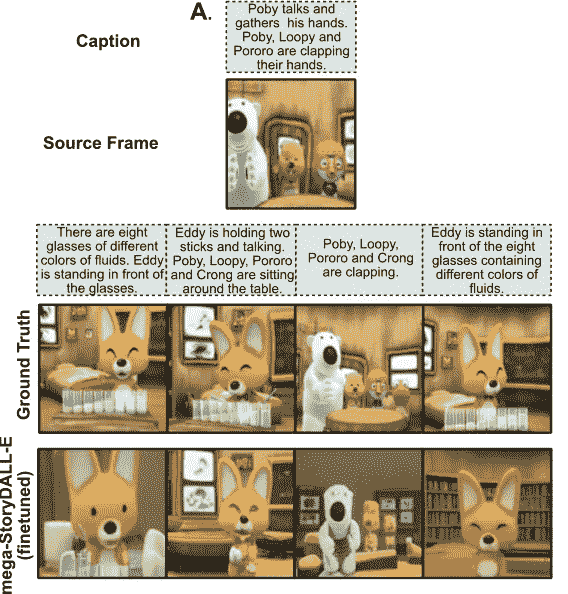 A.
Caption
Poby talks and
gathers his hands.
Poby, Loopy and
Pororo are clapping
their hands.
Source Frame
There are eight
glasses of different
colors of fluids. Eddy
is standing in front of
the glasses.
Eddy is holding two
sticks and talking.
Poby, Loopy, Pororo
and Crong are sitting
around the table.
Poby, Loopy,
Pororo and Crong
are clapping.
Eddy is standing in
front of the eight
glasses containing
different colors of
fluids.
Ground Truth
mega-StoryDALL-E
(finetuned)